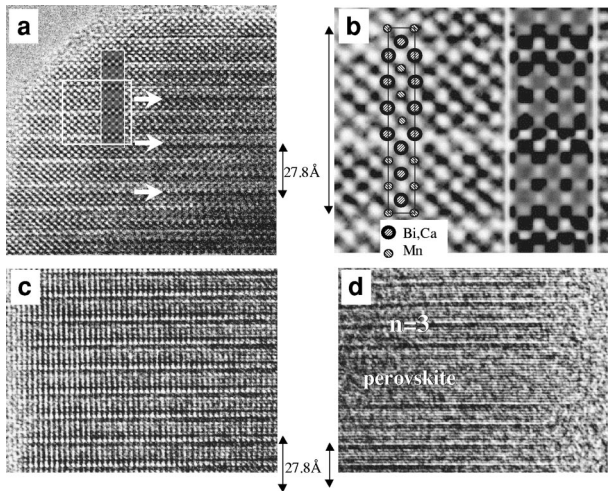 a
b
27.8Å
Bi,Ca
Mn
c
d
n=3
perovskite
27.8Å